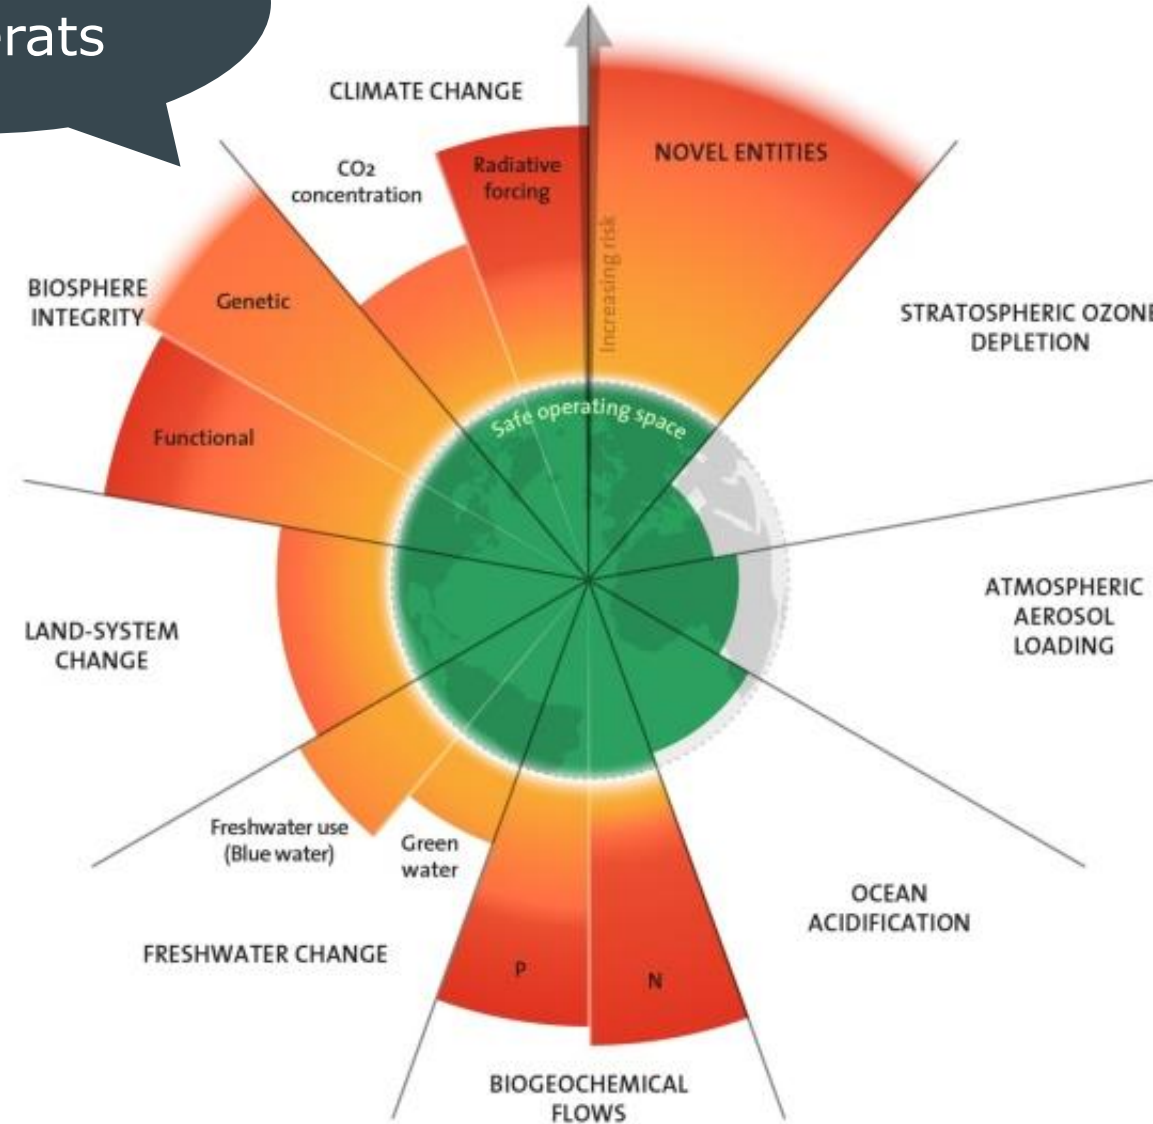 erats
CLIMATE CHANGE
CO2
concentration
Radiative
forcing
NOVEL ENTITIES
Increasing risk
BIOSPHERE
INTEGRITY
Genetic
Functional
STRATOSPHERIC OZONE
DEPLETION
Safe operating space
ATMOSPHERIC
AEROSOL
LOADING
LAND-SYSTEM
CHANGE
Freshwater use
(Blue water)
Green
water
OCEAN
ACIDIFICATION
FRESHWATER CHANGE
P
N
BIOGEOCHEMICAL
FLOWS